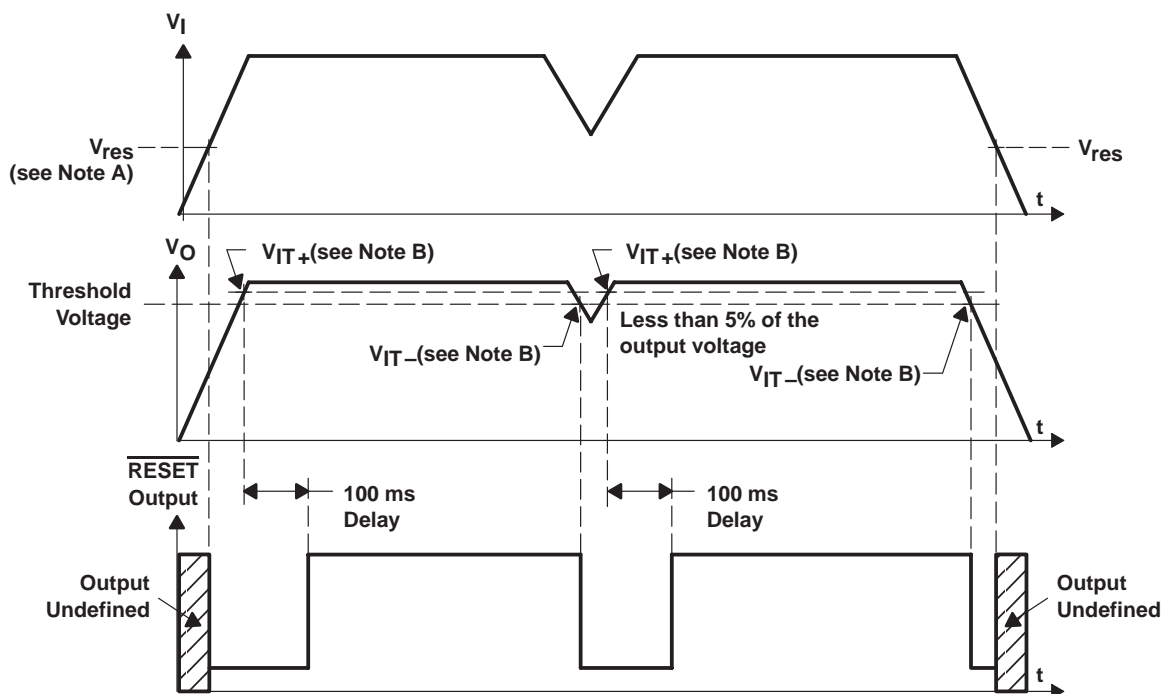 VI
Vres
(see Note A)
Vres
t
VO
VIT+(see Note B)
VIT+(see Note B)
Threshold
Voltage
Less than 5% of the
output voltage
VIT–(see Note B)
VIT–(see Note B)
t
RESET
Output
100 ms
Delay
100 ms
Delay
Output
Undefined
Output
Undefined
t